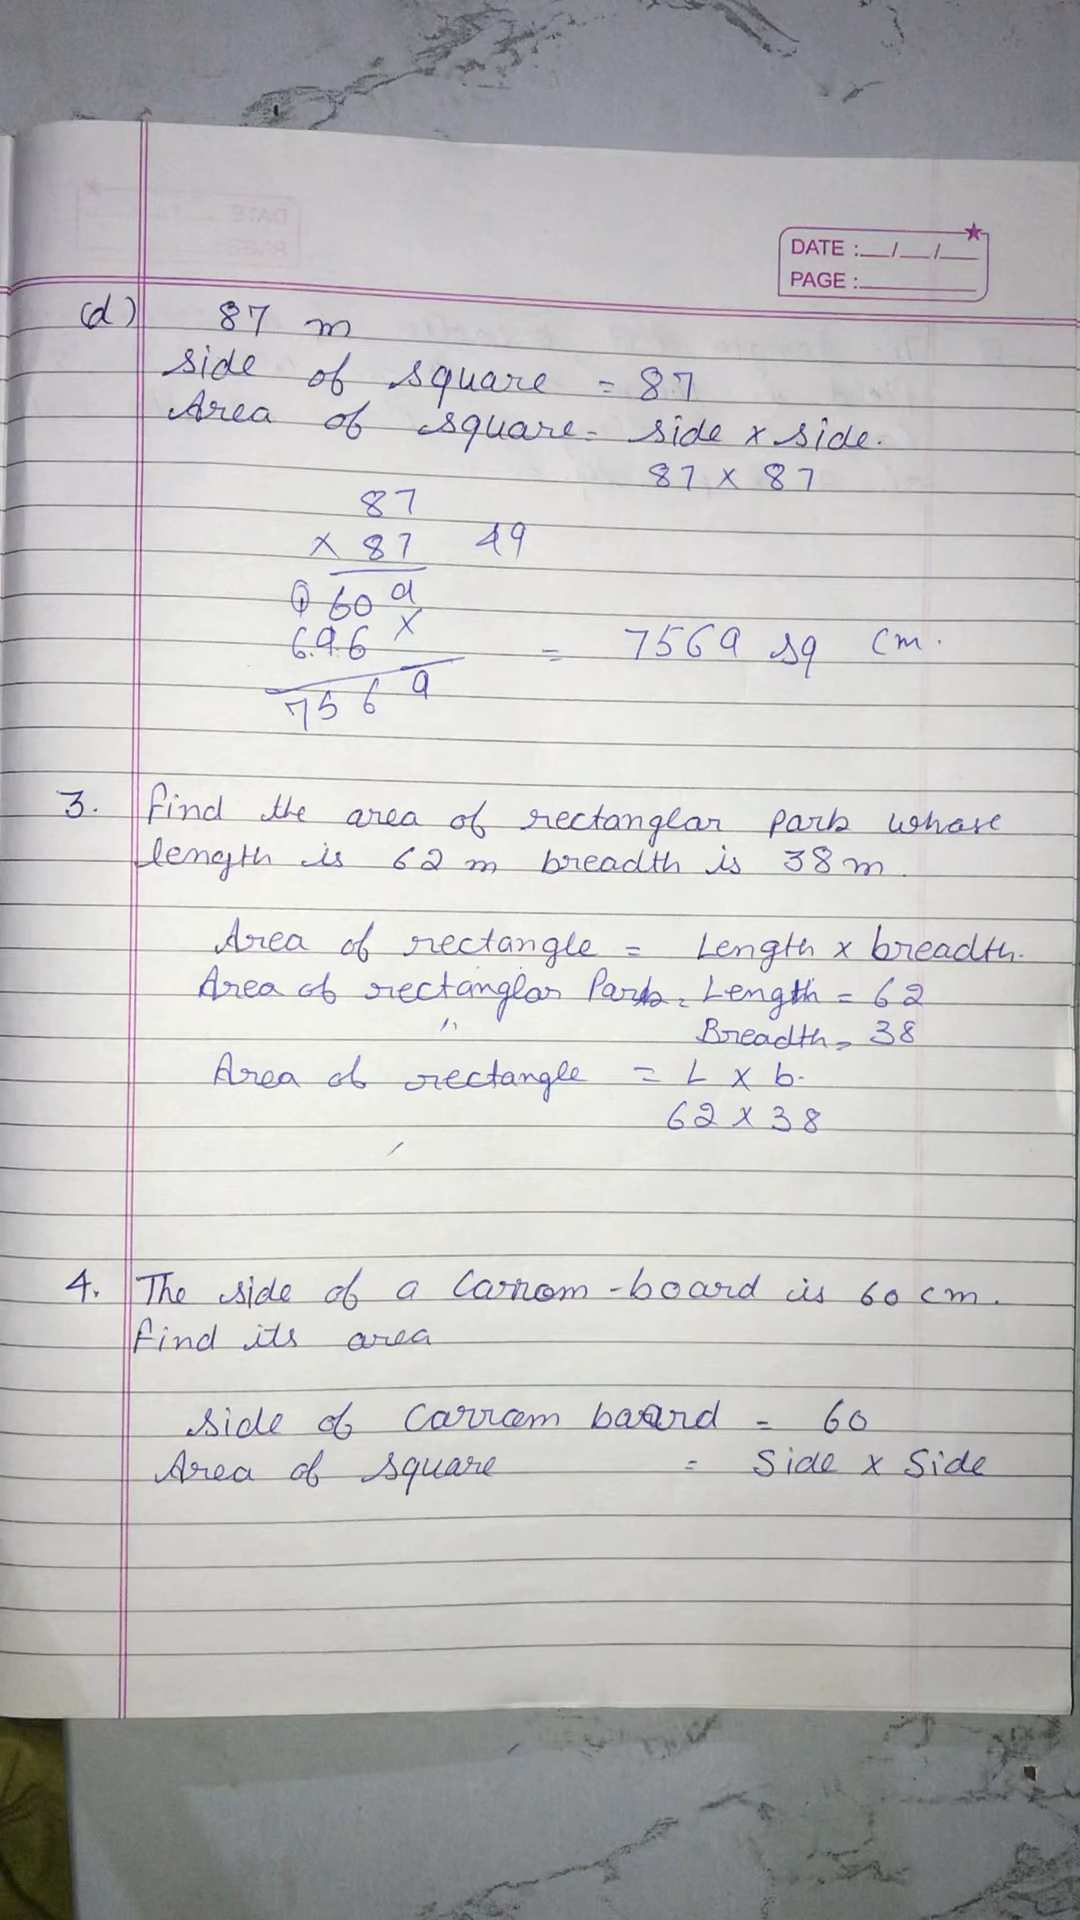 DATE :__/__/__
PAGE :________
(d) 87 m
Side of square = 87
Area of square = side x side.
87 x 87
87
x 87 49
609
696 x
= 7569 sq cm.
7569
3. Find the area of rectanglar park whose
length is 62 m breadth is 38 m.
Area of rectangle = Length x breadth.
Area of rectanglar Park = Length = 62
" Breadth = 38
Area of rectangle = L x b.
62 x 38
4. The side of a Carrom-board is 60 cm.
Find its area
Side of Carrom board = 60
Area of square = Side x Side